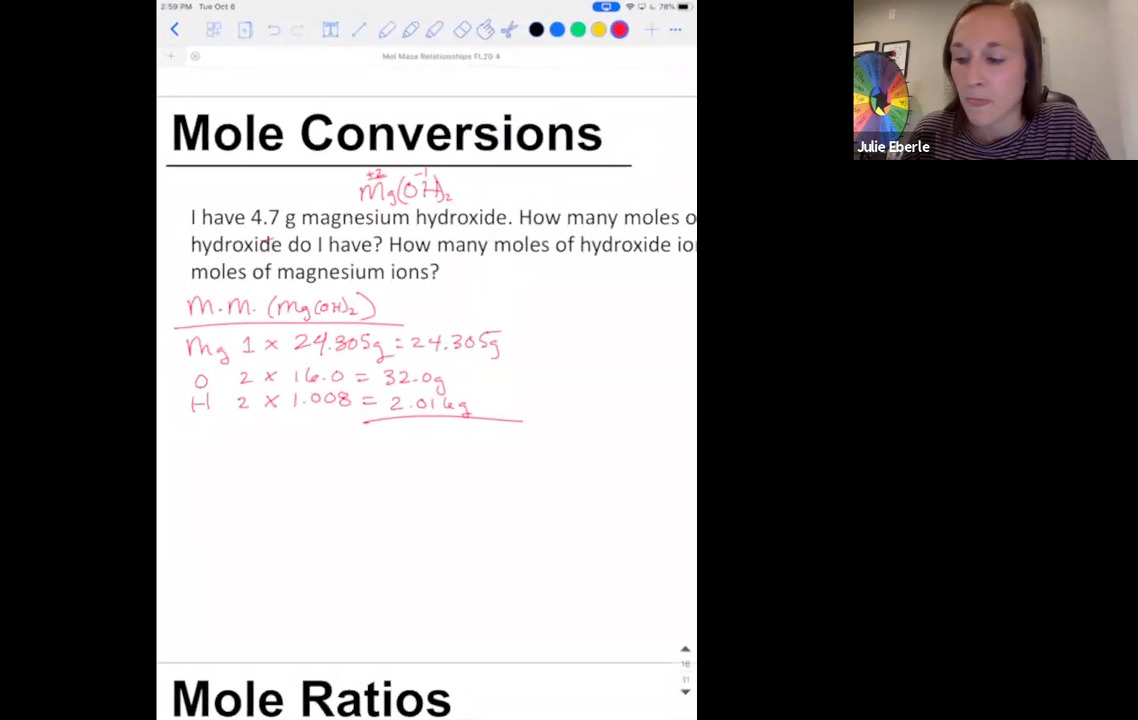 2:59 PM Tue Oct 6
78%
Mol Mass Relationships FL20 4
Mole Conversions
+2 -1
Mg(OH)2
I have 4.7 g magnesium hydroxide. How many moles o
hydroxide do I have? How many moles of hydroxide io
moles of magnesium ions?
M.M. (Mg(OH)2)
Mg 1 × 24.305g = 24.305g
O 2 × 16.0 = 32.0g
H 2 × 1.008 = 2.016g
16
31
Mole Ratios
Julie Eberle